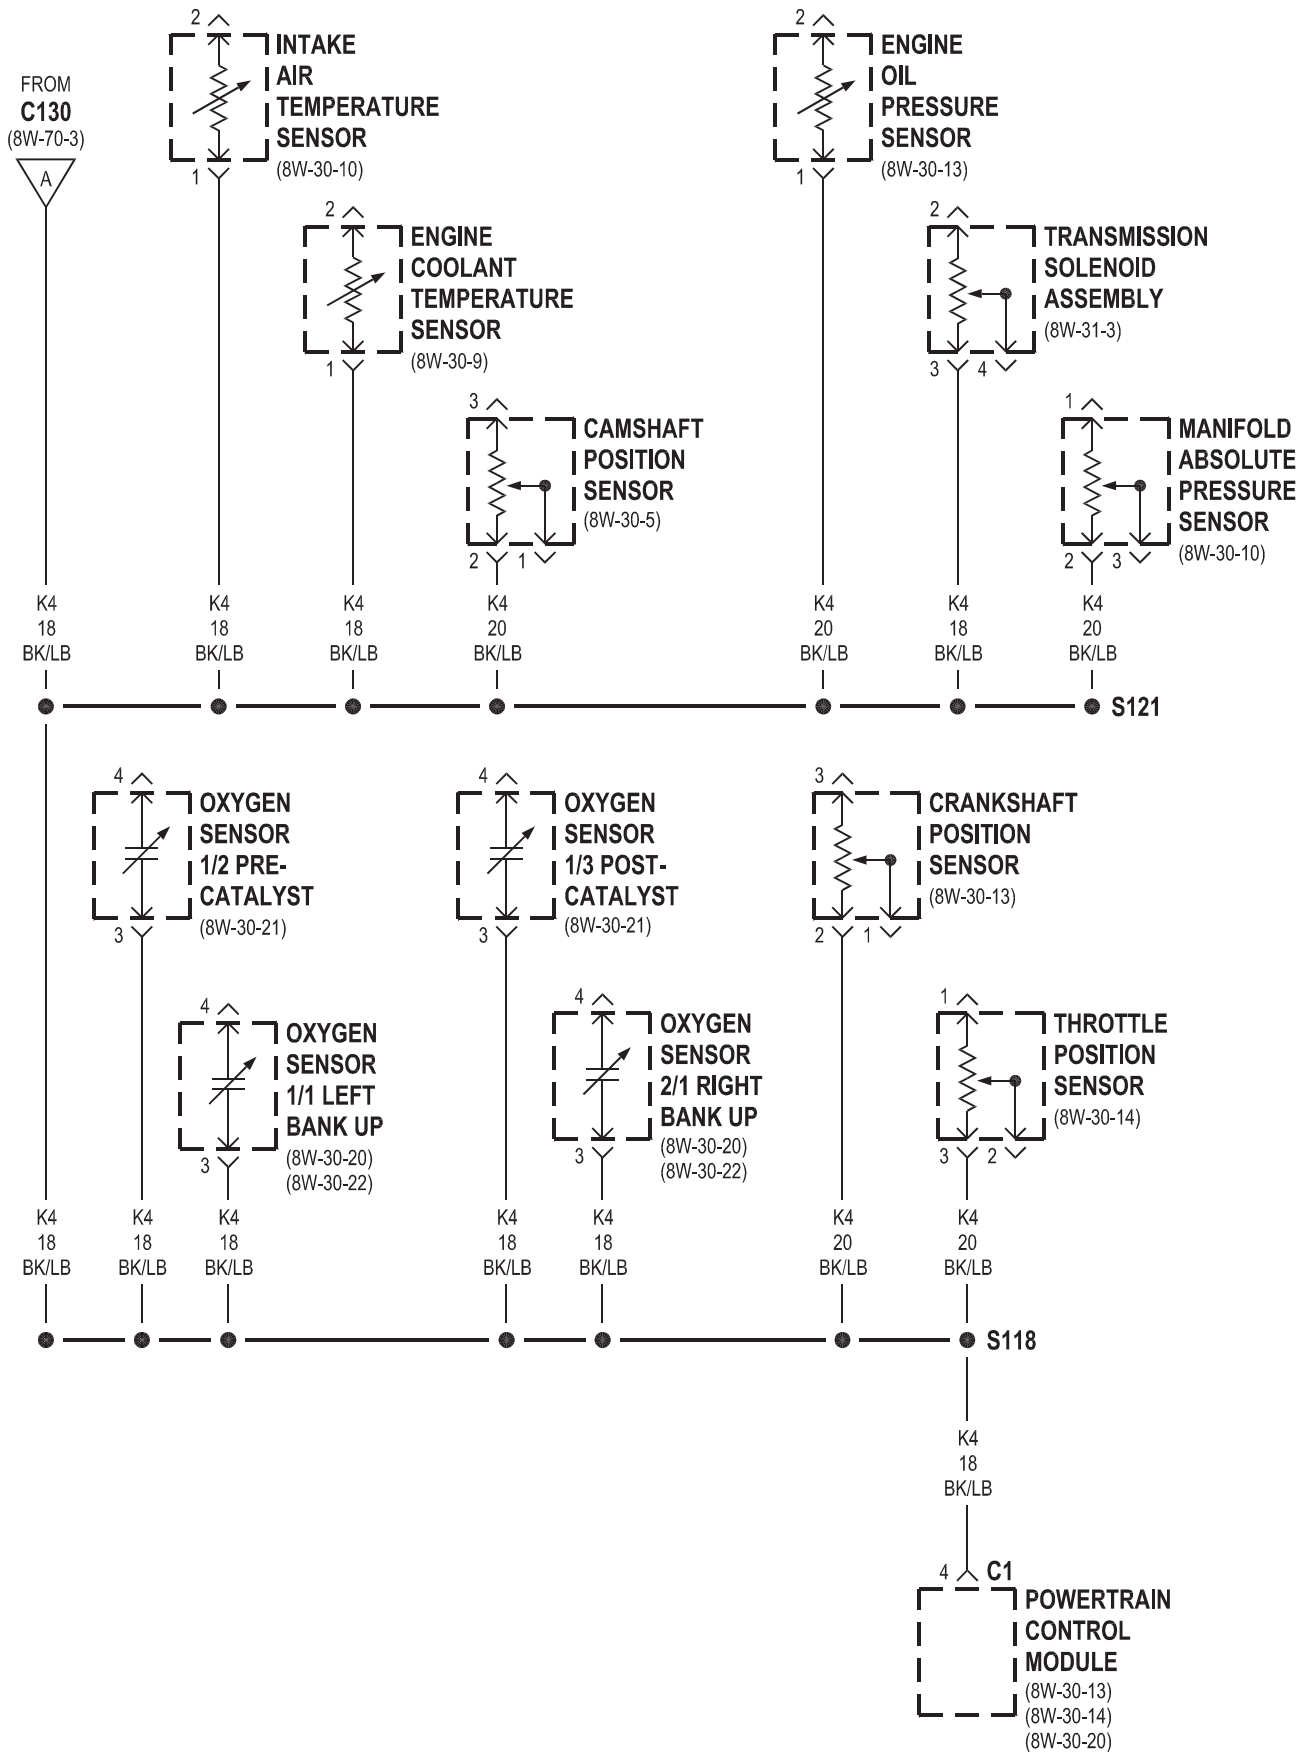 FROM
C130
(8W-70-3)
A
2
INTAKE
AIR
TEMPERATURE
SENSOR
(8W-30-10)
1
2
ENGINE
COOLANT
TEMPERATURE
SENSOR
(8W-30-9)
1
3
CAMSHAFT
POSITION
SENSOR
(8W-30-5)
2 1
2
ENGINE
OIL
PRESSURE
SENSOR
(8W-30-13)
1
2
TRANSMISSION
SOLENOID
ASSEMBLY
(8W-31-3)
3 4
1
MANIFOLD
ABSOLUTE
PRESSURE
SENSOR
(8W-30-10)
2 3
K4 K4 K4 K4 K4 K4 K4
18 18 18 20 20 18 20
BK/LB BK/LB BK/LB BK/LB BK/LB BK/LB BK/LB
S121
4
OXYGEN
SENSOR
1/2 PRE-
CATALYST
(8W-30-21)
3
4
OXYGEN
SENSOR
1/1 LEFT
BANK UP
(8W-30-20)
(8W-30-22)
3
4
OXYGEN
SENSOR
1/3 POST-
CATALYST
(8W-30-21)
3
4
OXYGEN
SENSOR
2/1 RIGHT
BANK UP
(8W-30-20)
(8W-30-22)
3
3
CRANKSHAFT
POSITION
SENSOR
(8W-30-13)
2 1
1
THROTTLE
POSITION
SENSOR
(8W-30-14)
3 2
K4 K4 K4 K4 K4 K4 K4
18 18 18 18 18 20 20
BK/LB BK/LB BK/LB BK/LB BK/LB BK/LB BK/LB
S118
K4
18
BK/LB
4 C1
POWERTRAIN
CONTROL
MODULE
(8W-30-13)
(8W-30-14)
(8W-30-20)